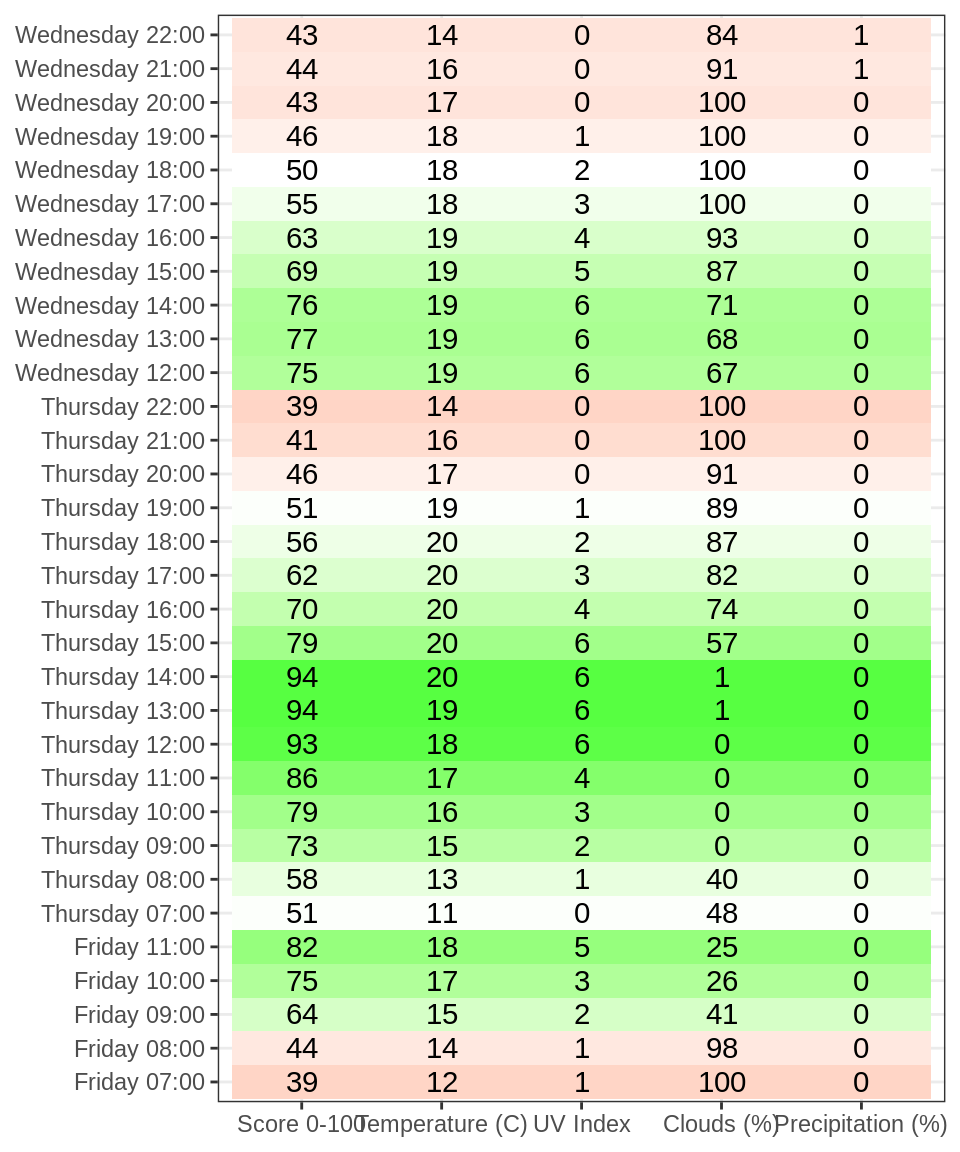 Wednesday 22:00 43 14 0 84 1
Wednesday 21:00 44 16 0 91 1
Wednesday 20:00 43 17 0 100 0
Wednesday 19:00 46 18 1 100 0
Wednesday 18:00 50 18 2 100 0
Wednesday 17:00 55 18 3 100 0
Wednesday 16:00 63 19 4 93 0
Wednesday 15:00 69 19 5 87 0
Wednesday 14:00 76 19 6 71 0
Wednesday 13:00 77 19 6 68 0
Wednesday 12:00 75 19 6 67 0
Thursday 22:00 39 14 0 100 0
Thursday 21:00 41 16 0 100 0
Thursday 20:00 46 17 0 91 0
Thursday 19:00 51 19 1 89 0
Thursday 18:00 56 20 2 87 0
Thursday 17:00 62 20 3 82 0
Thursday 16:00 70 20 4 74 0
Thursday 15:00 79 20 6 57 0
Thursday 14:00 94 20 6 1 0
Thursday 13:00 94 19 6 1 0
Thursday 12:00 93 18 6 0 0
Thursday 11:00 86 17 4 0 0
Thursday 10:00 79 16 3 0 0
Thursday 09:00 73 15 2 0 0
Thursday 08:00 58 13 1 40 0
Thursday 07:00 51 11 0 48 0
Friday 11:00 82 18 5 25 0
Friday 10:00 75 17 3 26 0
Friday 09:00 64 15 2 41 0
Friday 08:00 44 14 1 98 0
Friday 07:00 39 12 1 100 0
Score 0-100 Temperature (C) UV Index Clouds (%) Precipitation (%)